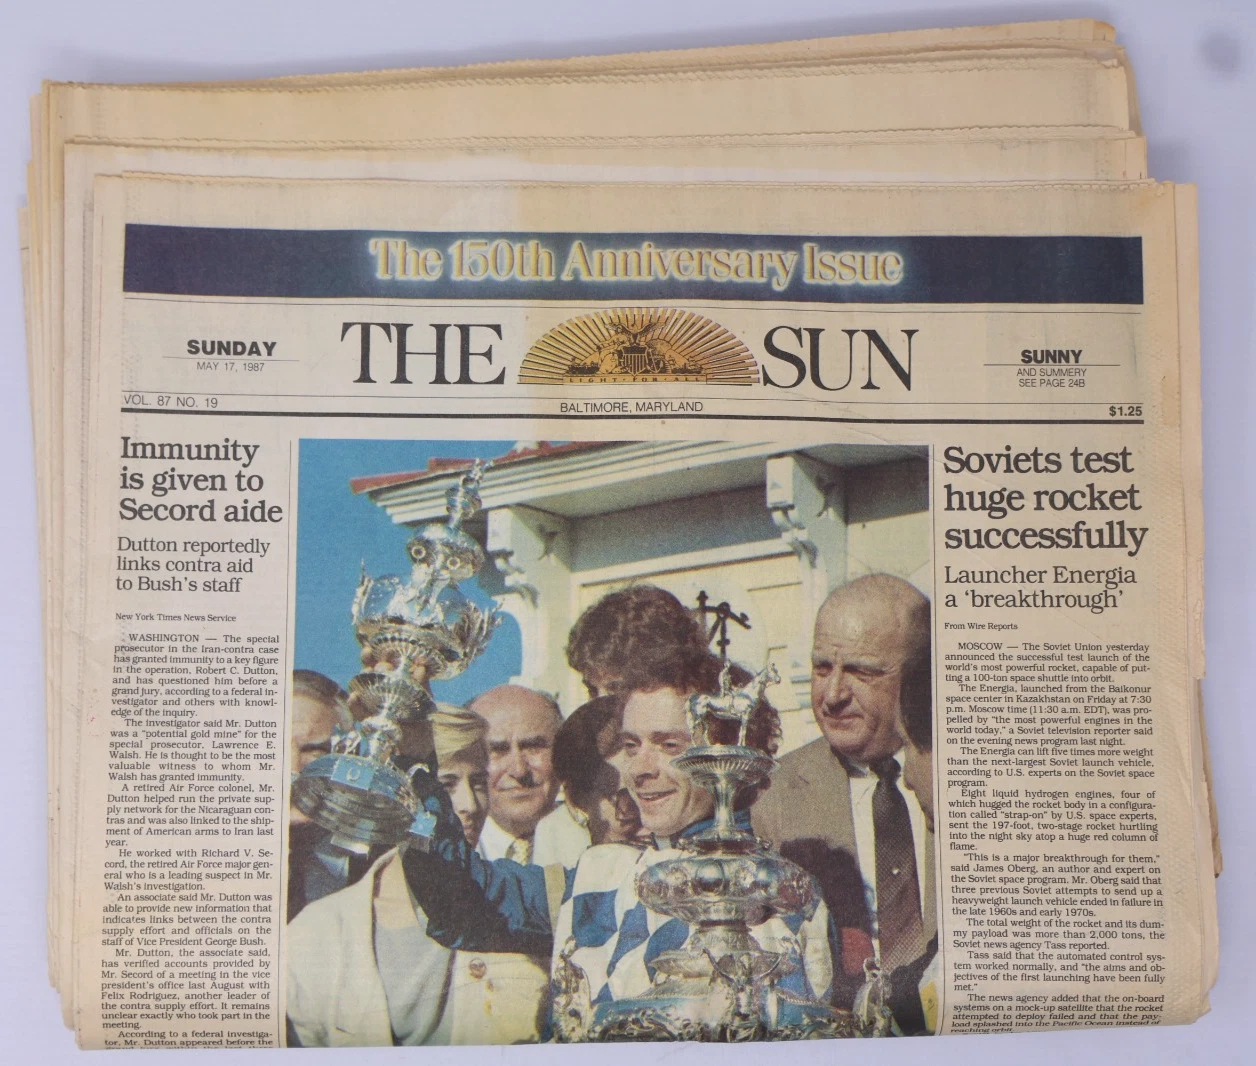 The 150th Anniversary Issue
SUNDAY
MAY 17, 1987
THE SUN
LIGHT · FOR · ALL
SUNNY
AND SUMMERY
SEE PAGE 24B
VOL. 87 NO. 19
BALTIMORE, MARYLAND
$1.25
Immunity
is given to
Secord aide
Dutton reportedly
links contra aid
to Bush's staff
New York Times News Service
WASHINGTON — The special
prosecutor in the Iran-contra case
has granted immunity to a key figure
in the operation, Robert C. Dutton,
and has questioned him before a
grand jury, according to a federal in-
vestigator and others with knowl-
edge of the inquiry.
The investigator said Mr. Dutton
was a "potential gold mine" for the
special prosecutor, Lawrence E.
Walsh. He is thought to be the most
valuable witness to whom Mr.
Walsh has granted immunity.
A retired Air Force colonel, Mr.
Dutton helped run the private sup-
ply network for the Nicaraguan con-
tras and was also linked to the ship-
ment of American arms to Iran last
year.
He worked with Richard V. Se-
cord, the retired Air Force major gen-
eral who is a leading suspect in Mr.
Walsh's investigation.
An associate said Mr. Dutton was
able to provide new information that
indicates links between the contra
supply effort and officials on the
staff of Vice President George Bush.
Mr. Dutton, the associate said,
has verified accounts provided by
Mr. Secord of a meeting in the vice
president's office last August with
Felix Rodriguez, another leader of
the contra supply effort. It remains
unclear exactly who took part in the
meeting.
According to a federal investiga-
tor, Mr. Dutton appeared before the
Soviets test
huge rocket
successfully
Launcher Energia
a 'breakthrough'
From Wire Reports
MOSCOW — The Soviet Union yesterday
announced the successful test launch of the
world's most powerful rocket, capable of put-
ting a 100-ton space shuttle into orbit.
The Energia, launched from the Baikonur
space center in Kazakhstan on Friday at 7:30
p.m. Moscow time (11:30 a.m. EDT), was pro-
pelled by "the most powerful engines in the
world today," a Soviet television reporter said
on the evening news program last night.
The Energia can lift five times more weight
than the next-largest Soviet launch vehicle,
according to U.S. experts on the Soviet space
program.
Eight liquid hydrogen engines, four of
which hugged the rocket body in a configura-
tion called "strap-on" by U.S. space experts,
sent the 197-foot, two-stage rocket hurtling
into the night sky atop a huge red column of
flame.
"This is a major breakthrough for them,"
said James Oberg, an author and expert on
the Soviet space program. Mr. Oberg said that
three previous Soviet attempts to send up a
heavyweight launch vehicle ended in failure in
the late 1960s and early 1970s.
The total weight of the rocket and its dum-
my payload was more than 2,000 tons, the
Soviet news agency Tass reported.
Tass said that the automated control sys-
tem worked normally, and "the aims and ob-
jectives of the first launching have been fully
met."
The news agency added that the on-board
systems on a mock-up satellite that the rocket
attempted to deploy failed and that the pay-
load splashed into the Pacific Ocean instead of
reaching orbit.